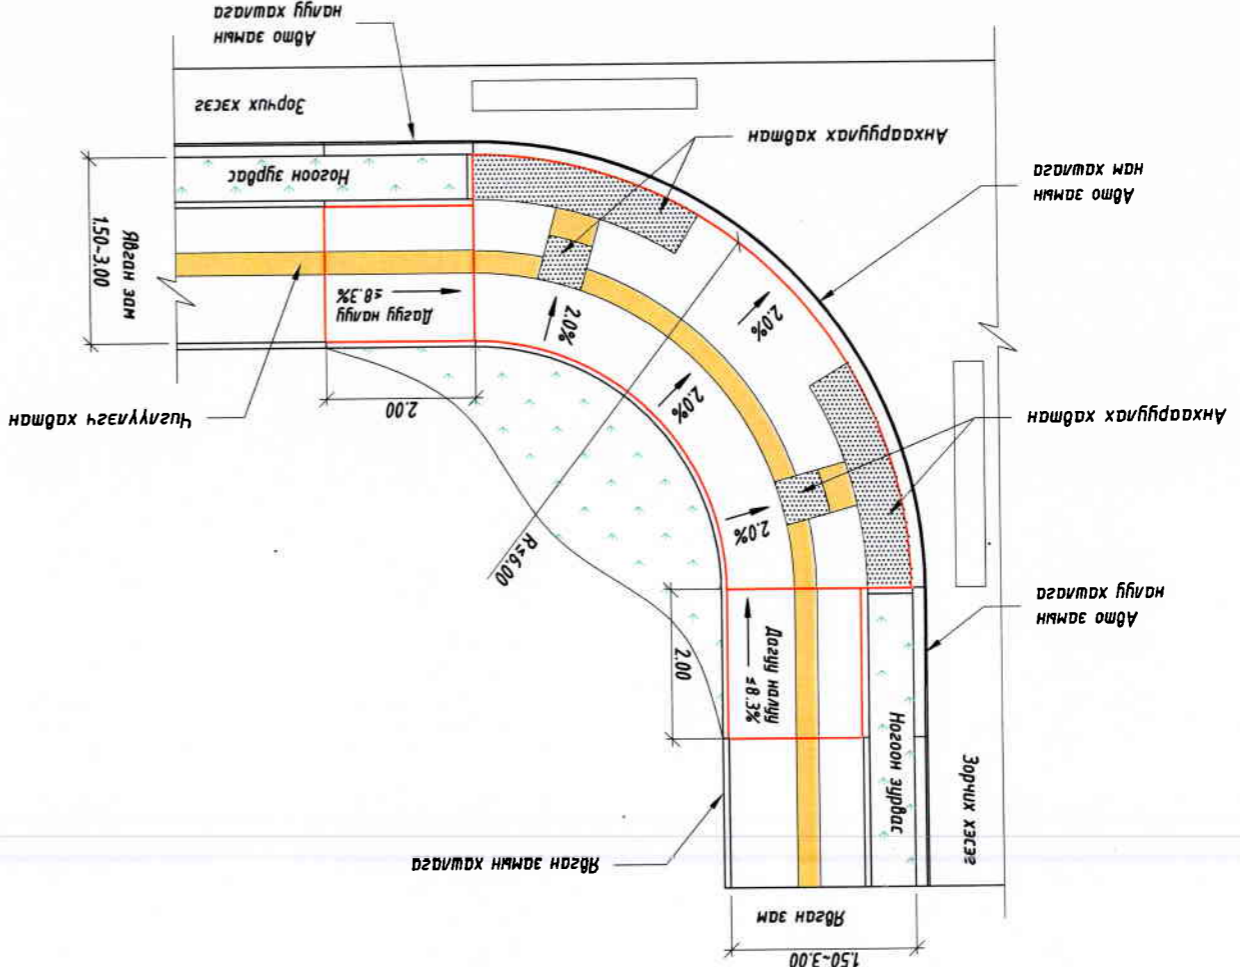 1.50~3.00
Явган зам
Явган замын хашлага
Зорчих хэсэг
Ногоон зурвас
Дагуу налуу
≤8.3%
2.00
Авто замын
налуу хашлага
R≤6.00
2.0%
Анхааруулах хавтан
Чиглүүлэгч хавтан
2.00
2.0%
2.0%
2.0%
Дагуу налуу
≤8.3%
Явган зам
1.50~3.00
Авто замын
нам хашлага
Ногоон зурвас
Анхааруулах хавтан
Зорчих хэсэг
Авто замын
налуу хашлага